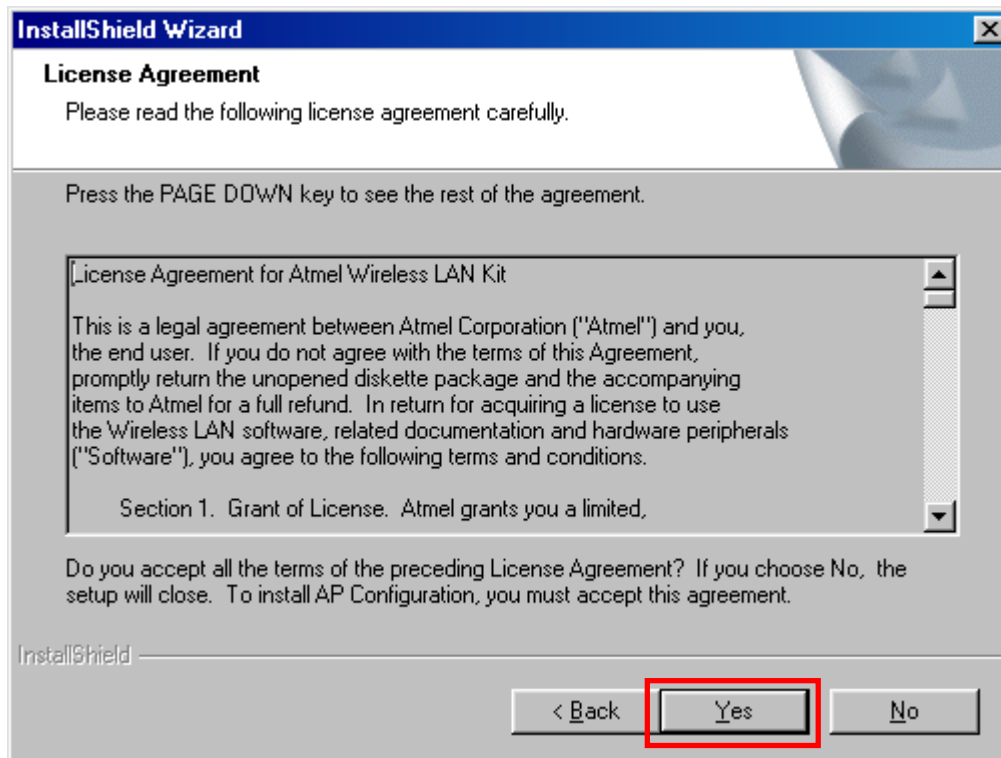 InstallShield Wizard
License Agreement
Please read the following license agreement carefully.
Press the PAGE DOWN key to see the rest of the agreement.
License Agreement for Atmel Wireless LAN Kit
This is a legal agreement between Atmel Corporation ("Atmel") and you,
the end user.  If you do not agree with the terms of this Agreement,
promptly return the unopened diskette package and the accompanying
items to Atmel for a full refund.  In return for acquiring a license to use
the Wireless LAN software, related documentation and hardware peripherals
("Software"), you agree to the following terms and conditions.
Section 1.  Grant of License.  Atmel grants you a limited,
Do you accept all the terms of the preceding License Agreement?  If you choose No,  the
setup will close.  To install AP Configuration, you must accept this agreement.
InstallShield
< Back
Yes
No